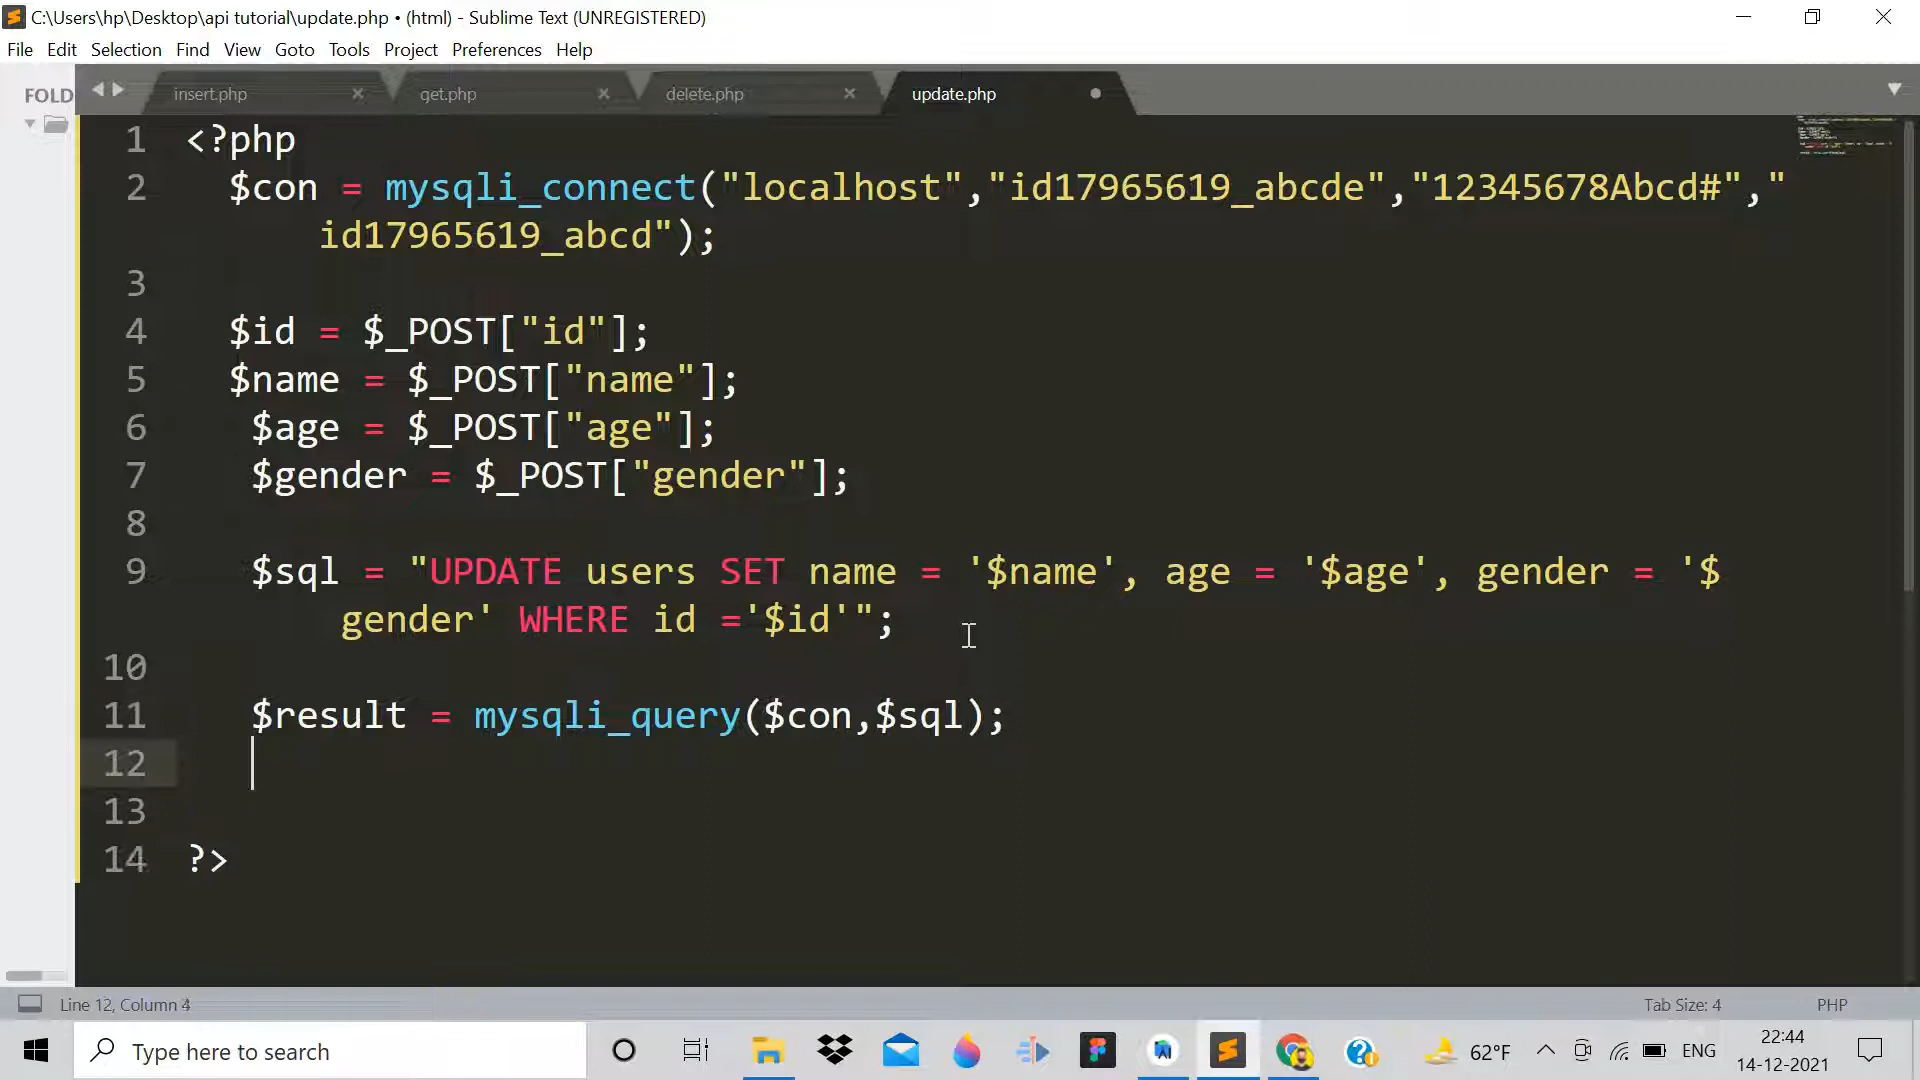 C:\Users\hp\Desktop\api tutorial\update.php • (html) - Sublime Text (UNREGISTERED)
File Edit Selection Find View Goto Tools Project Preferences Help
FOLD
insert.php get.php delete.php update.php
1 <?php
2 $con = mysqli_connect("localhost","id17965619_abcde","12345678Abcd#","
id17965619_abcd");
3
4 $id = $_POST["id"];
5 $name = $_POST["name"];
6 $age = $_POST["age"];
7 $gender = $_POST["gender"];
8
9 $sql = "UPDATE users SET name = '$name', age = '$age', gender = '$
gender' WHERE id ='$id'";
10
11 $result = mysqli_query($con,$sql);
12
13
14 ?>
Line 12, Column 4 Tab Size: 4 PHP
Type here to search 62°F ENG 22:44
14-12-2021